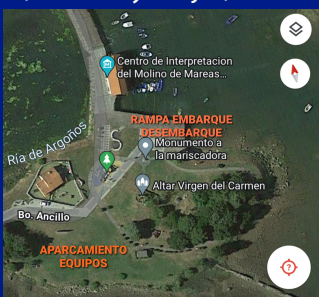 Centro de Interpretacion
del Molino de Mareas...
RAMPA EMBARQUE
DESEMBARQUE
Monumento a
la mariscadora
Ría de Argoños
Altar Virgen del Carmen
Bo. Ancillo
APARCAMIENTO
EQUIPOS